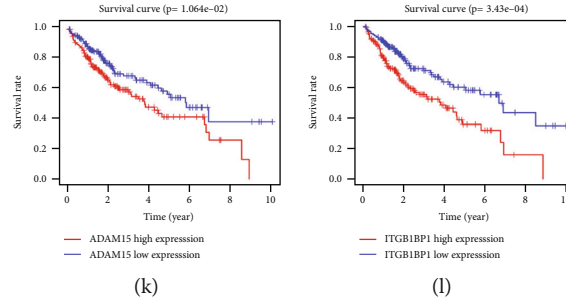 Survival curve (p= 1.064e−02)
Survival rate
1.0
0.8
0.6
0.4
0.2
0.0
0 2 4 6 8 10
Time (year)
ADAM15 high expresssion
ADAM15 low expresssion
(k)
Survival curve (p= 3.43e−04)
Survival rate
1.0
0.8
0.6
0.4
0.2
0.0
0 2 4 6 8 10
Time (year)
ITGB1BP1 high expresssion
ITGB1BP1 low expresssion
(l)